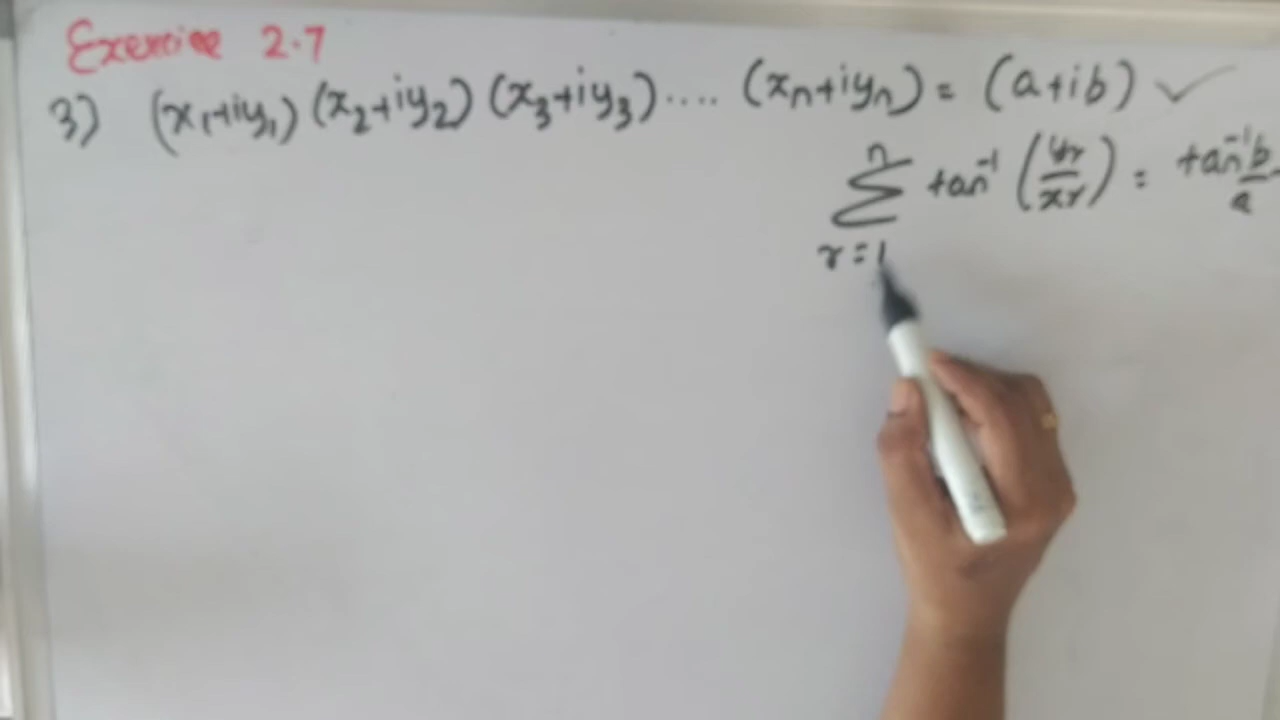 Exercise 2.7
3) (x₁+iy₁) (x₂+iy₂) (x₃+iy₃)..... (xₙ+iyₙ) = (a+ib) ✓
∑ₙr=1 tan⁻¹ (yr/xr) = tan⁻¹ b/a